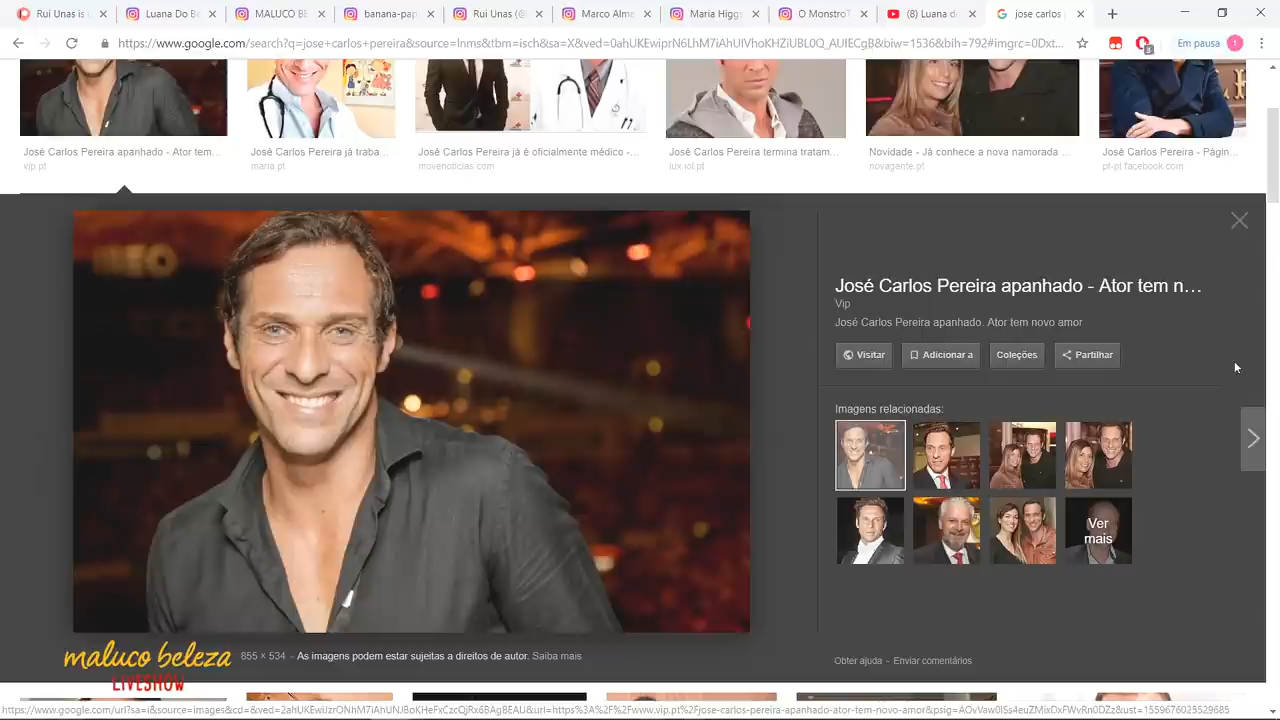 Rui Unas is
Luana Do Be
MALUCO BE
banana-pap
Rui Unas (@
Marco Alme
Maria Higgs
O MonstroT
(8) Luana do
jose carlos p
https://www.google.com/search?q=jose+carlos+pereira&source=lnms&tbm=isch&sa=X&ved=0ahUKEwiprN6LhM7iAhUIVhoKHZiUBL0Q_AUIECgB&biw=1536&bih=792#imgrc=0Dxt...
Em pausa
José Carlos Pereira apanhado - Ator tem...
vip.pt
José Carlos Pereira já traba...
maria.pt
José Carlos Pereira já é oficialmente médico -...
movenoticias.com
José Carlos Pereira termina tratam...
lux.iol.pt
Novidade - Já conhece a nova namorada ...
novagente.pt
José Carlos Pereira - Págin...
pt-pt.facebook.com
José Carlos Pereira apanhado - Ator tem n...
Vip
José Carlos Pereira apanhado. Ator tem novo amor
Visitar
Adicionar a
Coleções
Partilhar
Imagens relacionadas:
Ver
mais
maluco beleza
LIVESHOW
855 × 534 - As imagens podem estar sujeitas a direitos de autor. Saiba mais
Obter ajuda - Enviar comentários